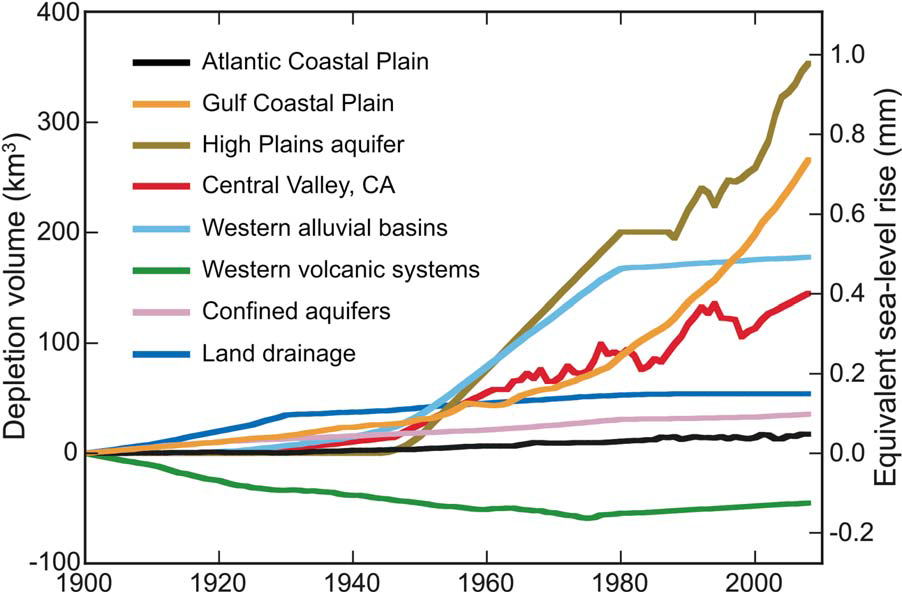 400
300
200
100
0
-100
Depletion volume (km³)
Atlantic Coastal Plain
Gulf Coastal Plain
High Plains aquifer
Central Valley, CA
Western alluvial basins
Western volcanic systems
Confined aquifers
Land drainage
1.0
0.8
0.6
0.4
0.2
0.0
-0.2
Equivalent sea-level rise (mm)
1900 1920 1940 1960 1980 2000